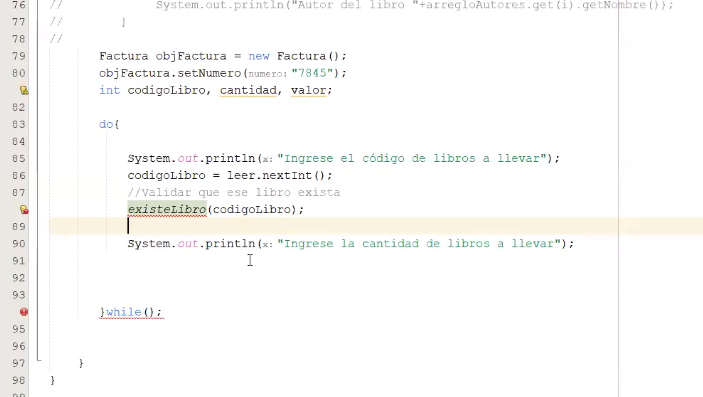 76 // System.out.println("Autor del libro "+arregloAutores.get(i).getNombre());
77 // }
78 //
79 Factura objFactura = new Factura();
80 objFactura.setNumero(numero: "7845");
int codigoLibro, cantidad, valor;
82
83 do{
84
85 System.out.println(x: "Ingrese el código de libros a llevar");
86 codigoLibro = leer.nextInt();
87 //Validar que ese libro exista
existeLibro(codigoLibro);
89
90 System.out.println(x: "Ingrese la cantidad de libros a llevar");
91
92
93
}while();
95
96
97 }
98 }